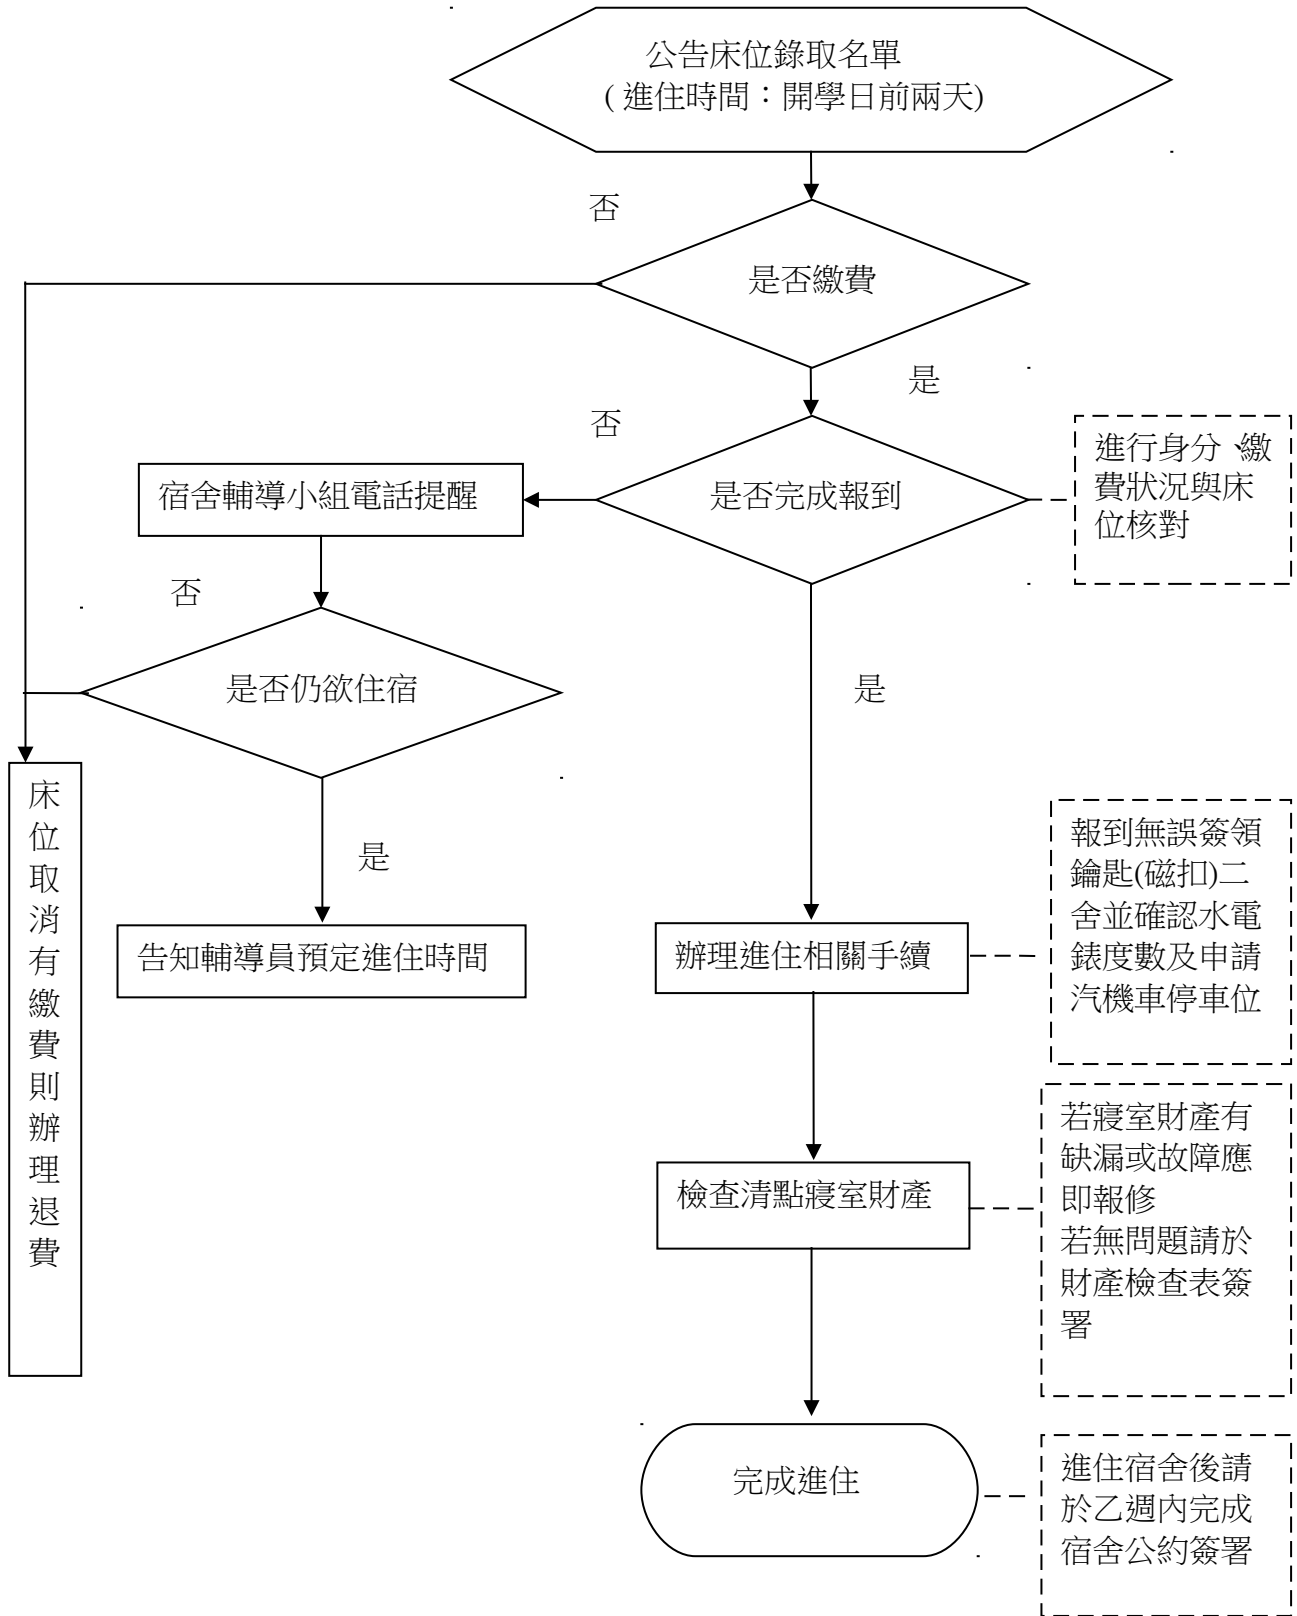 公告床位錄取名單
( 進住時間：開學日前兩天)
否
是否繳費
是
否
是否完成報到
進行身分、繳
費狀況與床
位核對
宿舍輔導小組電話提醒
否
是否仍欲住宿
是
床
位
取
消
有
繳
費
則
辦
理
退
費
是
告知輔導員預定進住時間
辦理進住相關手續
報到無誤簽領
鑰匙(磁扣)二
舍並確認水電
錶度數及申請
汽機車停車位
檢查清點寢室財產
若寢室財產有
缺漏或故障應
即報修
若無問題請於
財產檢查表簽
署
完成進住
進住宿舍後請
於乙週內完成
宿舍公約簽署